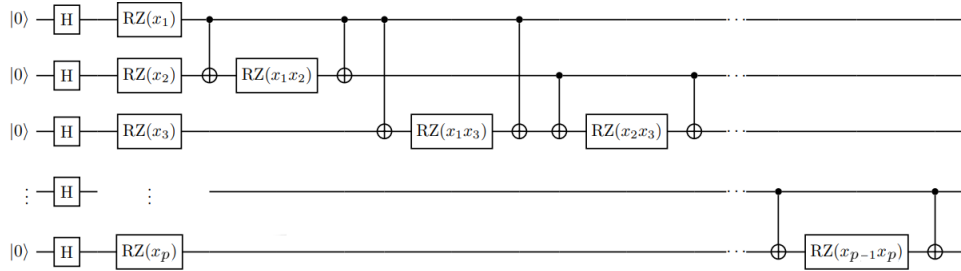 |0⟩ H RZ(x₁)
|0⟩ H RZ(x₂) RZ(x₁x₂)
|0⟩ H RZ(x₃) RZ(x₁x₃) RZ(x₂x₃)
⋮ H ⋮
|0⟩ H RZ(xₚ) RZ(xₚ₋₁xₚ)